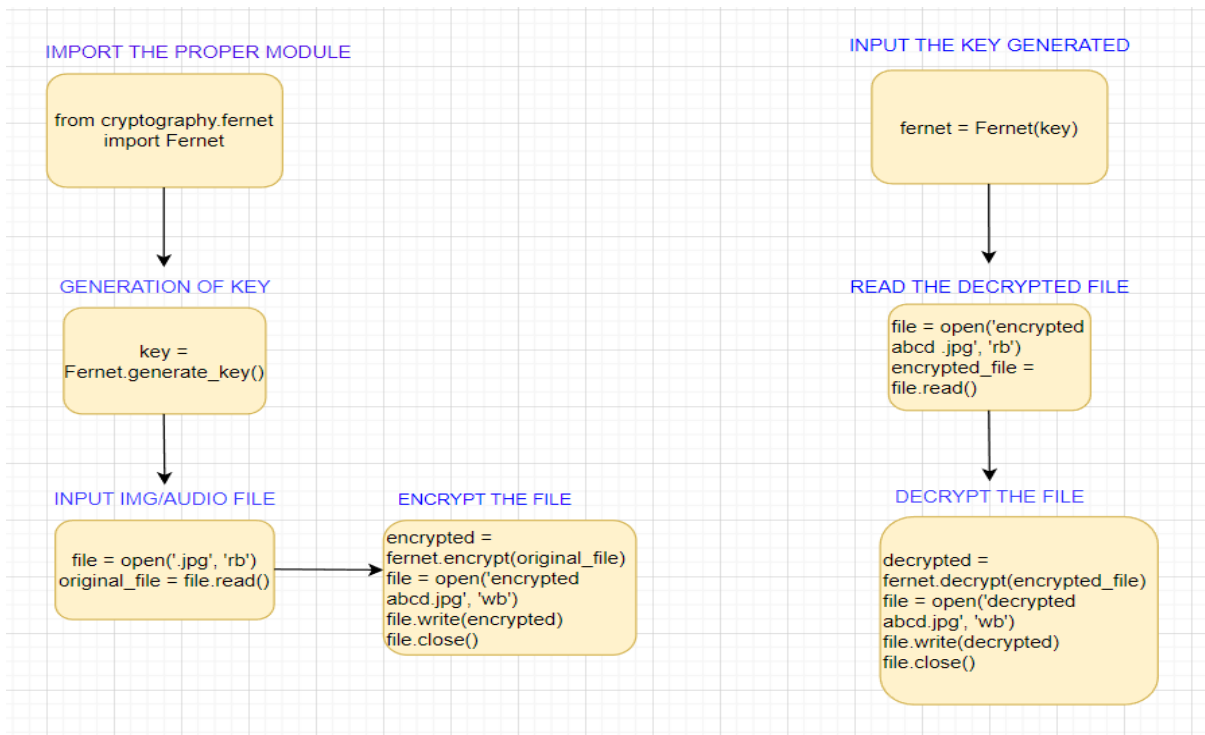 IMPORT THE PROPER MODULE
from cryptography.fernet
import Fernet
GENERATION OF KEY
key =
Fernet.generate_key()
INPUT IMG/AUDIO FILE
file = open('.jpg', 'rb')
original_file = file.read()
ENCRYPT THE FILE
encrypted =
fernet.encrypt(original_file)
file = open('encrypted
abcd.jpg', 'wb')
file.write(encrypted)
file.close()
INPUT THE KEY GENERATED
fernet = Fernet(key)
READ THE DECRYPTED FILE
file = open('encrypted
abcd .jpg', 'rb')
encrypted_file =
file.read()
DECRYPT THE FILE
decrypted =
fernet.decrypt(encrypted_file)
file = open('decrypted
abcd.jpg', 'wb')
file.write(decrypted)
file.close()